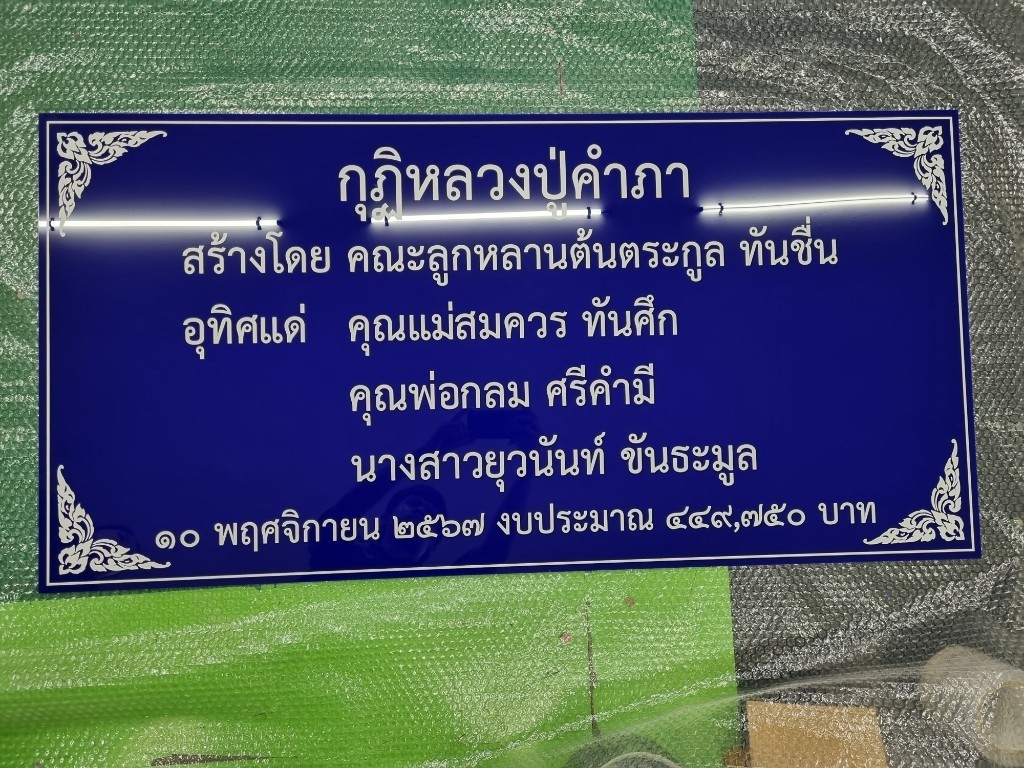 กุฏิหลวงปู่คำภา
สร้างโดย คณะลูกหลานต้นตระกูล ทันชื่น
อุทิศแด่ คุณแม่สมควร ทันศึก
คุณพ่อกลม ศรีคำมี
นางสาวยุวนันท์ ขันธะมูล
๑๐ พฤศจิกายน ๒๕๖๗ งบประมาณ ๔๔๙,๗๕๐ บาท